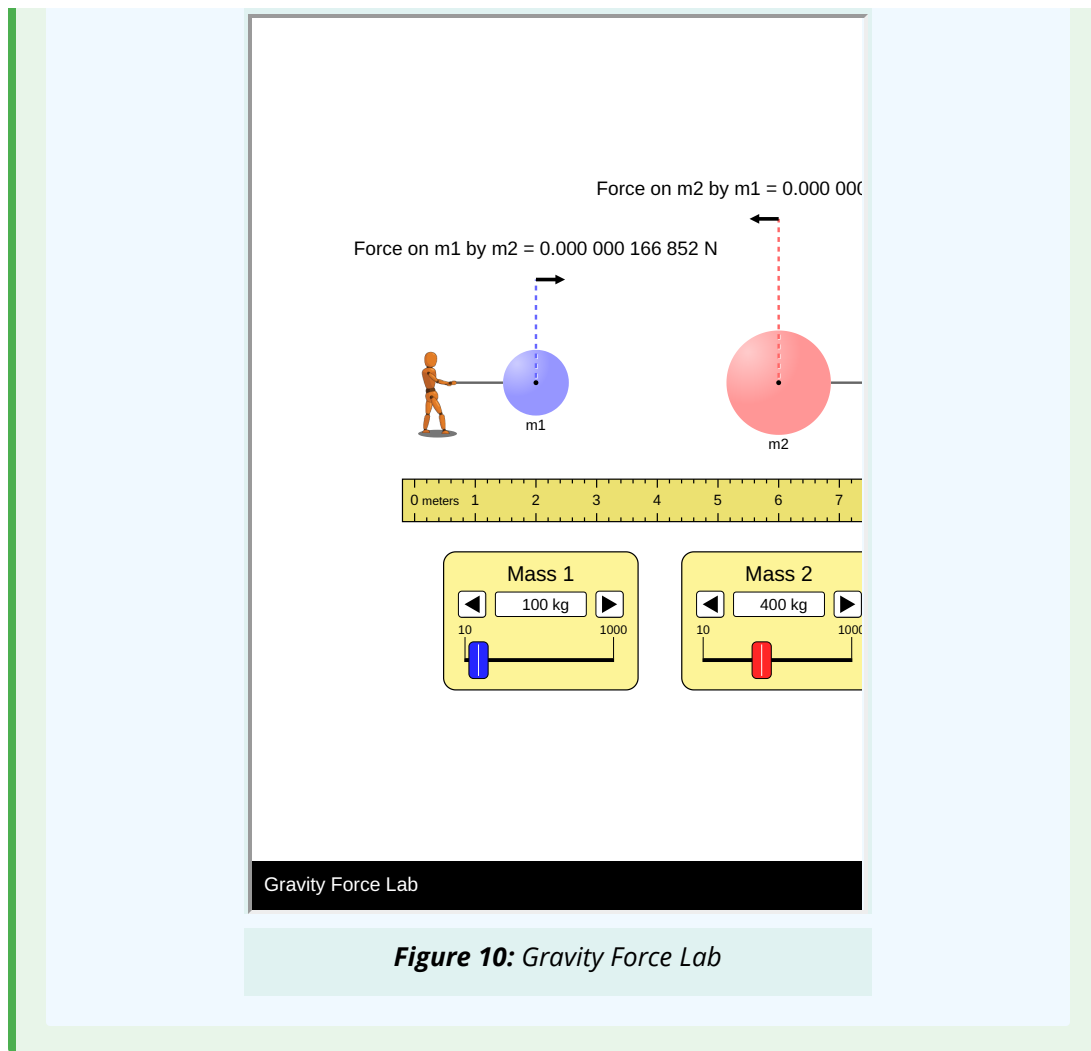 Force on m2 by m1 = 0.000 000
Force on m1 by m2 = 0.000 000 166 852 N
m1
m2
0 meters 1 2 3 4 5 6 7
Mass 1
100 kg
10 1000
Mass 2
400 kg
10 1000
Gravity Force Lab
Figure 10: Gravity Force Lab